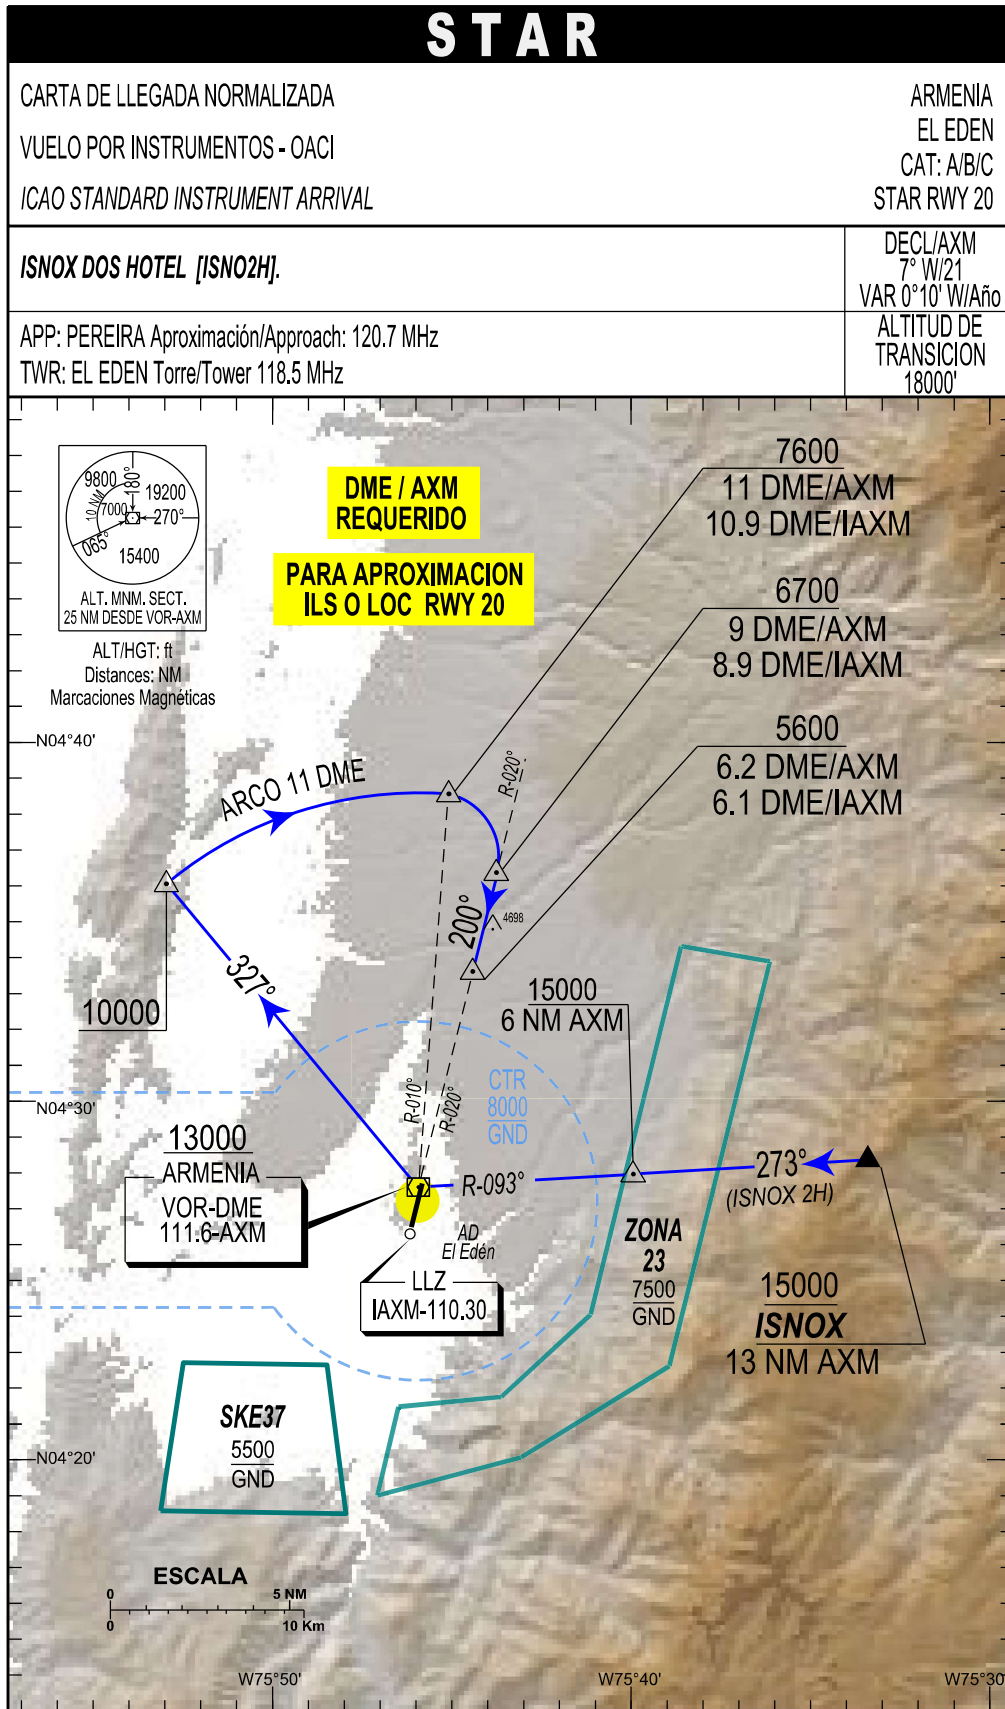 STAR
CARTA DE LLEGADA NORMALIZADA
VUELO POR INSTRUMENTOS - OACI
ICAO STANDARD INSTRUMENT ARRIVAL
ARMENIA
EL EDEN
CAT: A/B/C
STAR RWY 20
ISNOX DOS HOTEL [ISNO2H].
DECL/AXM
7° W/21
VAR 0°10' W/Año
APP: PEREIRA Aproximación/Approach: 120.7 MHz
TWR: EL EDEN Torre/Tower 118.5 MHz
ALTITUD DE
TRANSICION
18000'
9800
180°
19200
10 NM
7000
270°
065°
15400
ALT. MNM. SECT.
25 NM DESDE VOR-AXM
ALT/HGT: ft
Distances: NM
Marcaciones Magnéticas
DME / AXM
REQUERIDO
PARA APROXIMACION
ILS O LOC RWY 20
7600
11 DME/AXM
10.9 DME/IAXM
6700
9 DME/AXM
8.9 DME/IAXM
5600
6.2 DME/AXM
6.1 DME/IAXM
N04°40'
ARCO 11 DME
R-020°
200°
4698
327°
10000
15000
6 NM AXM
CTR
8000
GND
R-010°
R-020°
N04°30'
13000
ARMENIA
VOR-DME
111.6-AXM
R-093°
273°
(ISNOX 2H)
AD
El Edén
LLZ
IAXM-110.30
ZONA
23
7500
GND
15000
ISNOX
13 NM AXM
SKE37
5500
GND
N04°20'
ESCALA
0 5 NM
0 10 Km
W75°50'
W75°40'
W75°30'